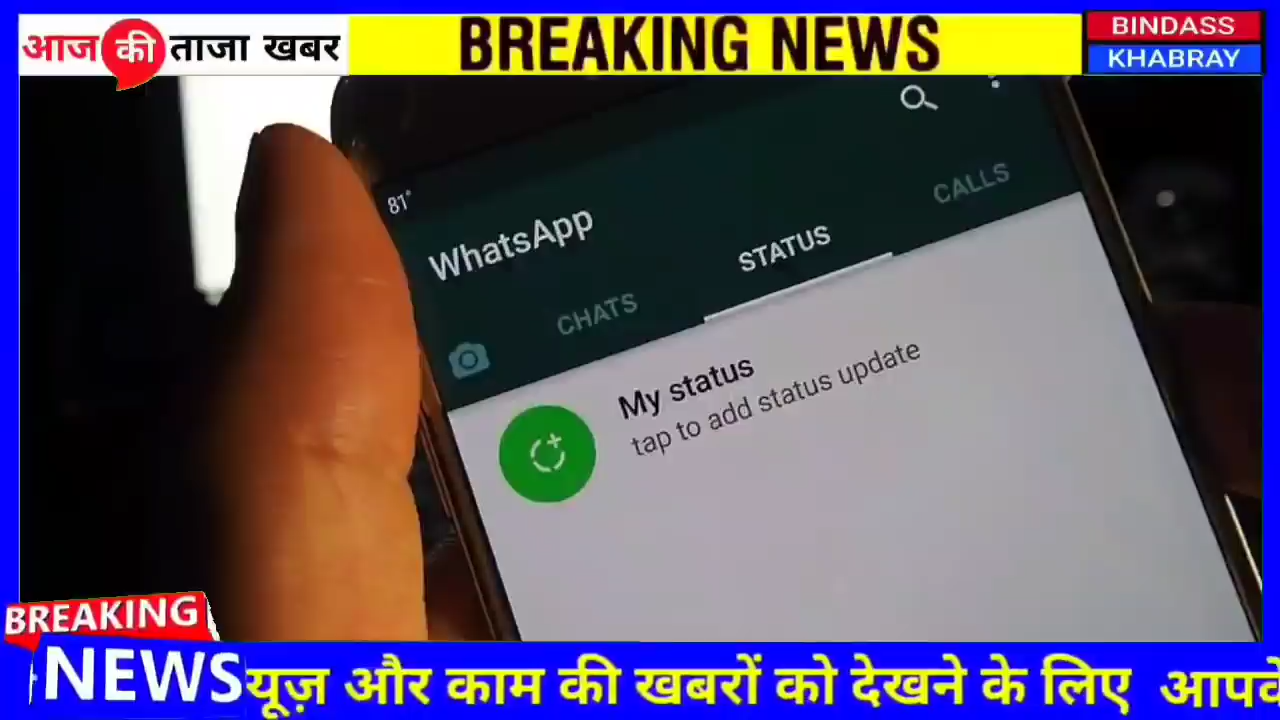 आज की ताजा खबर
BREAKING NEWS
BINDASS
KHABRAY
81°
WhatsApp
CHATS
STATUS
CALLS
My status
tap to add status update
BREAKING
NEWS
और काम की खबरों को देखने के लिए